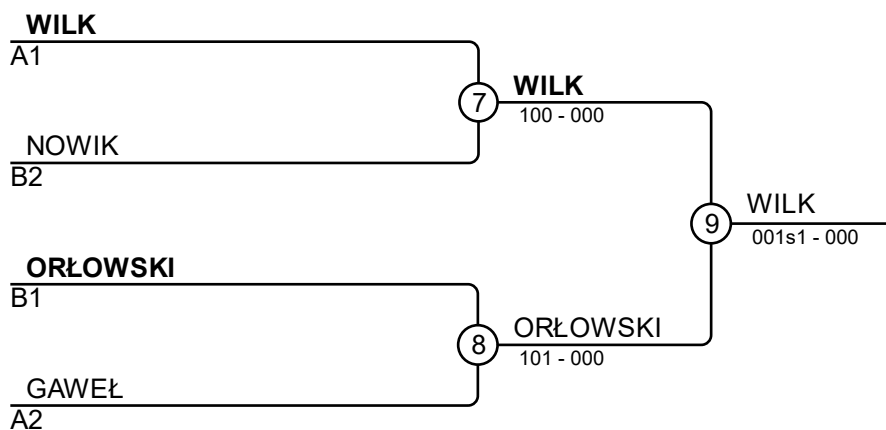 WILK
A1
7
WILK
100 - 000
NOWIK
B2
9
WILK
001s1 - 000
ORŁOWSKI
B1
8
ORŁOWSKI
101 - 000
GAWEŁ
A2